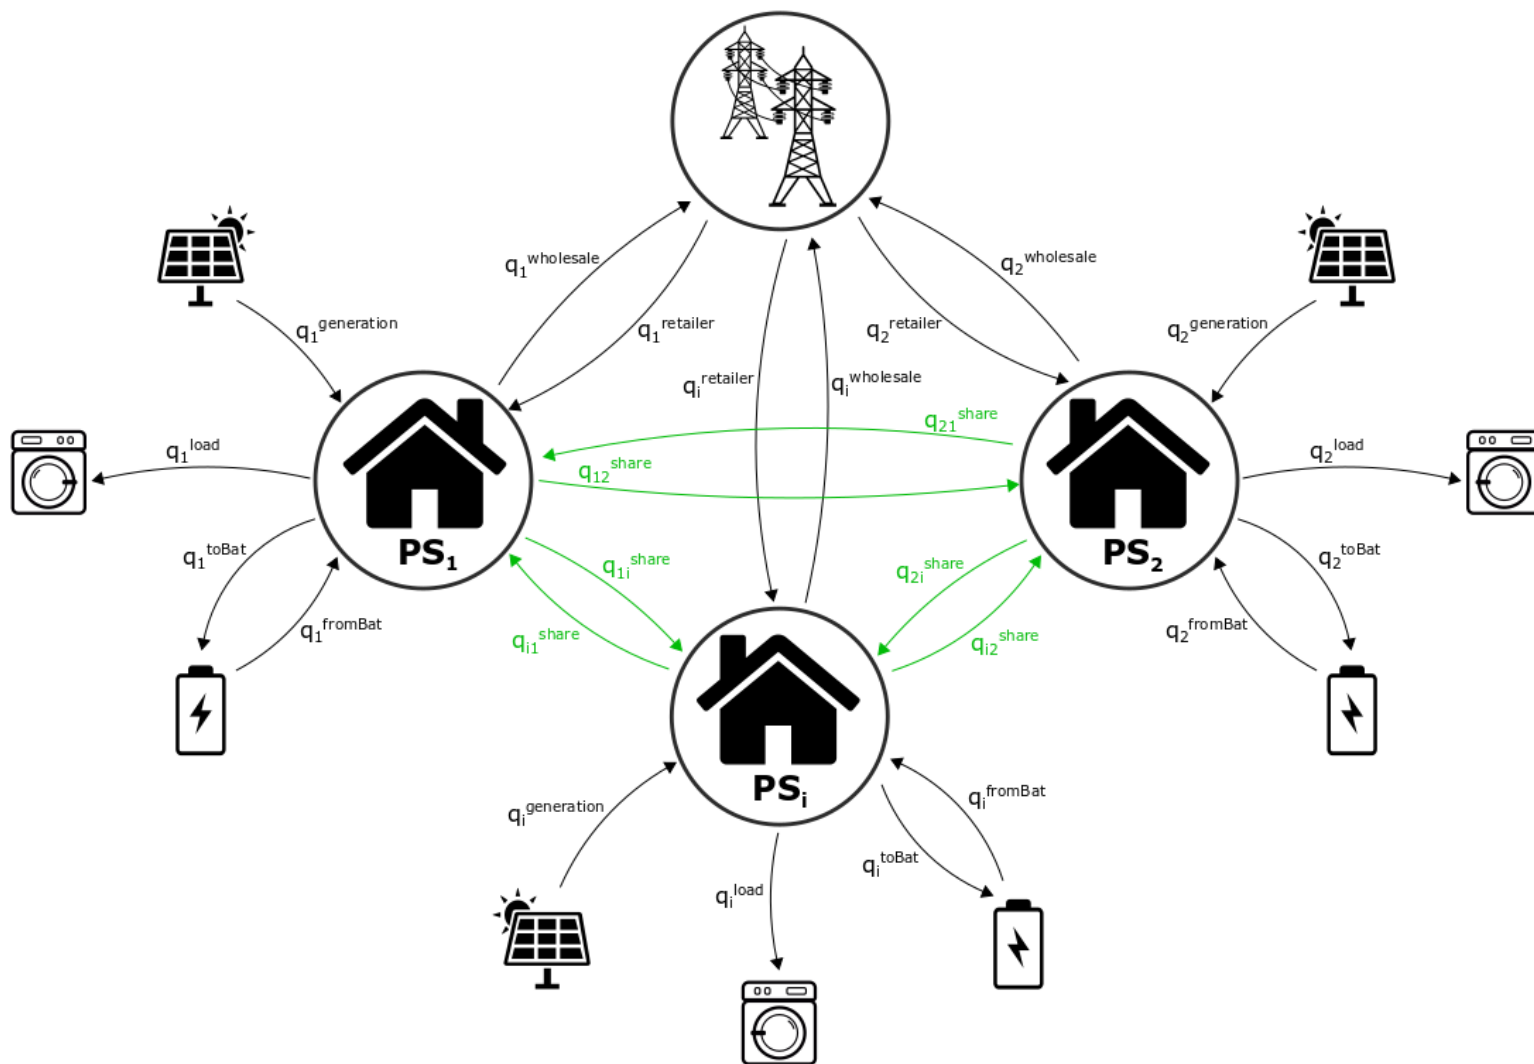 q₁ᵂʰᵒˡᵉˢᵃˡᵉ
q₂ʷʰᵒˡᵉˢᵃˡᵉ
q₁ᵍᵉⁿᵉʳᵃᵗⁱᵒⁿ
q₁ʳᵉᵗᵃⁱˡᵉʳ
q₂ʳᵉᵗᵃⁱˡᵉʳ
q₂ᵍᵉⁿᵉʳᵃᵗⁱᵒⁿ
qᵢʳᵉᵗᵃⁱˡᵉʳ
qᵢʷʰᵒˡᵉˢᵃˡᵉ
q₂₁ˢʰᵃʳᵉ
q₁ˡᵒᵃᵈ
q₁₂ˢʰᵃʳᵉ
q₂ˡᵒᵃᵈ
PS₁
PS₂
q₁ᵗᵒᴮᵃᵗ
q₁ᵢˢʰᵃʳᵉ
q₂ᵢˢʰᵃʳᵉ
q₂ᵗᵒᴮᵃᵗ
q₁ᶠʳᵒᵐᴮᵃᵗ
qᵢ₁ˢʰᵃʳᵉ
qᵢ₂ˢʰᵃʳᵉ
q₂ᶠʳᵒᵐᴮᵃᵗ
PSᵢ
qᵢᵍᵉⁿᵉʳᵃᵗⁱᵒⁿ
qᵢᶠʳᵒᵐᴮᵃᵗ
qᵢᵗᵒᴮᵃᵗ
qᵢˡᵒᵃᵈ